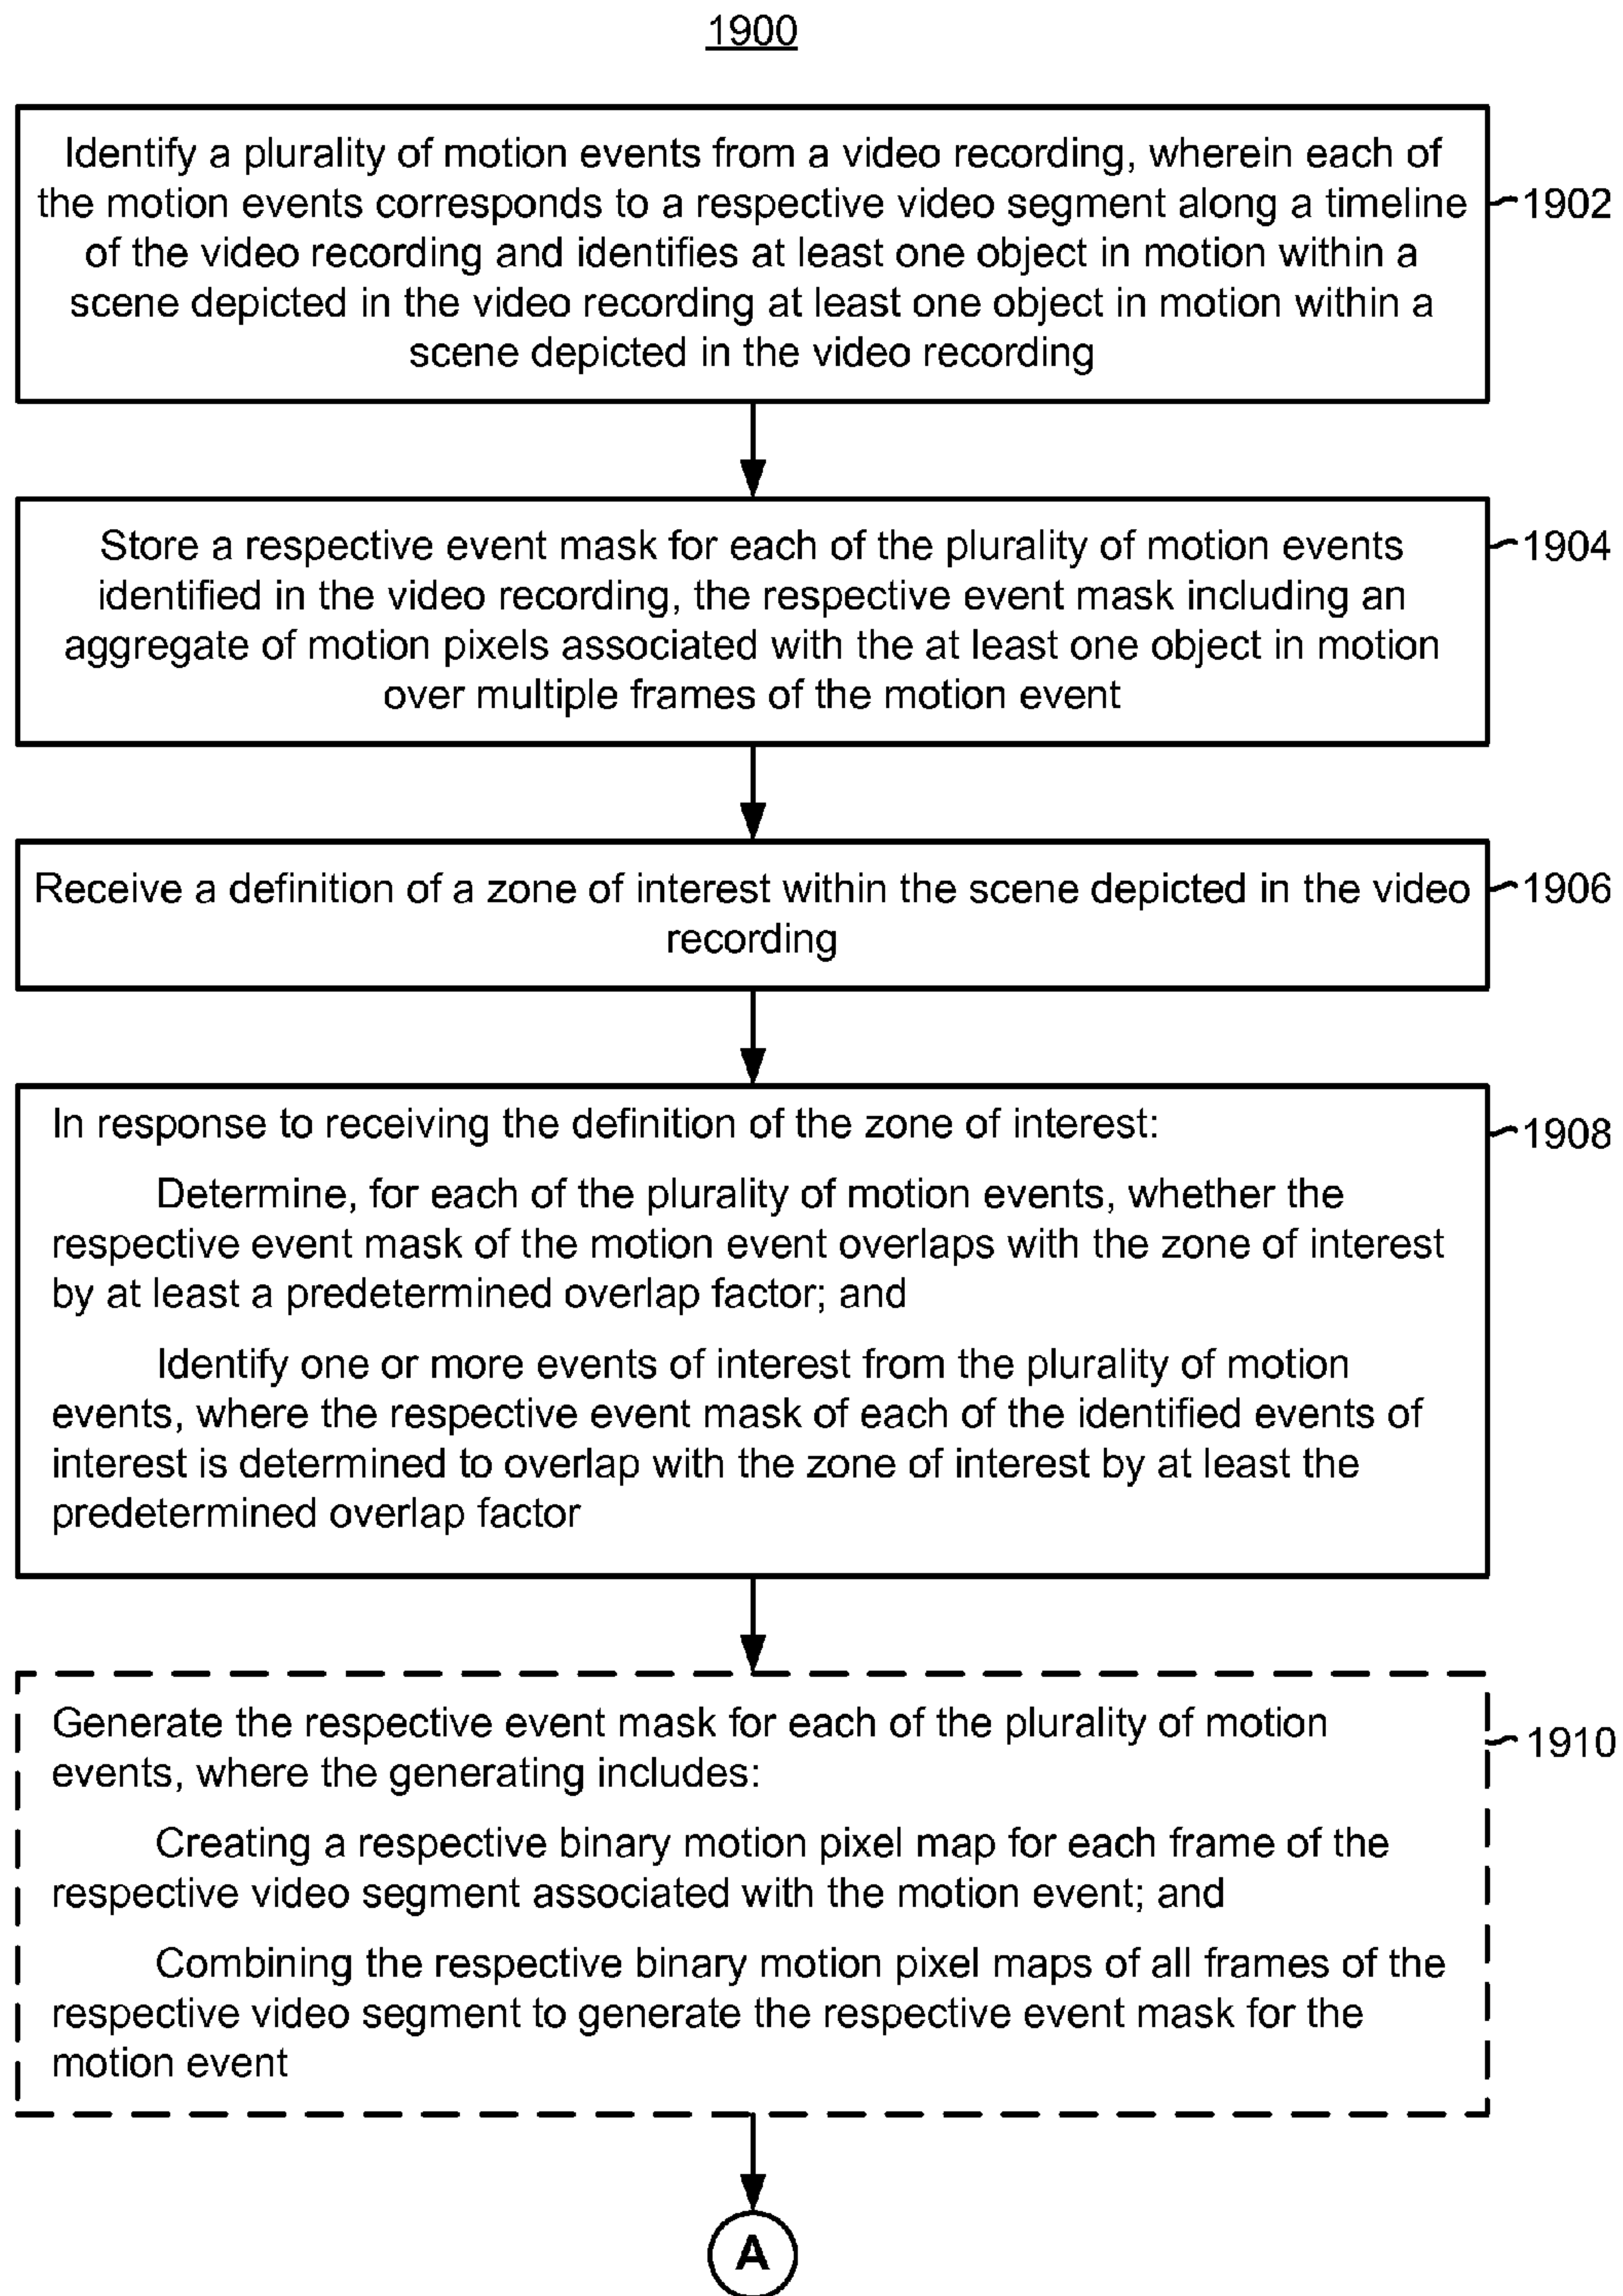 1900
Identify a plurality of motion events from a video recording, wherein each of
the motion events corresponds to a respective video segment along a timeline
of the video recording and identifies at least one object in motion within a
scene depicted in the video recording at least one object in motion within a
scene depicted in the video recording
1902
Store a respective event mask for each of the plurality of motion events
identified in the video recording, the respective event mask including an
aggregate of motion pixels associated with the at least one object in motion
over multiple frames of the motion event
1904
Receive a definition of a zone of interest within the scene depicted in the video
recording
1906
In response to receiving the definition of the zone of interest:
Determine, for each of the plurality of motion events, whether the
respective event mask of the motion event overlaps with the zone of interest
by at least a predetermined overlap factor; and
Identify one or more events of interest from the plurality of motion
events, where the respective event mask of each of the identified events of
interest is determined to overlap with the zone of interest by at least the
predetermined overlap factor
1908
Generate the respective event mask for each of the plurality of motion
events, where the generating includes:
Creating a respective binary motion pixel map for each frame of the
respective video segment associated with the motion event; and
Combining the respective binary motion pixel maps of all frames of the
respective video segment to generate the respective event mask for the
motion event
1910
A